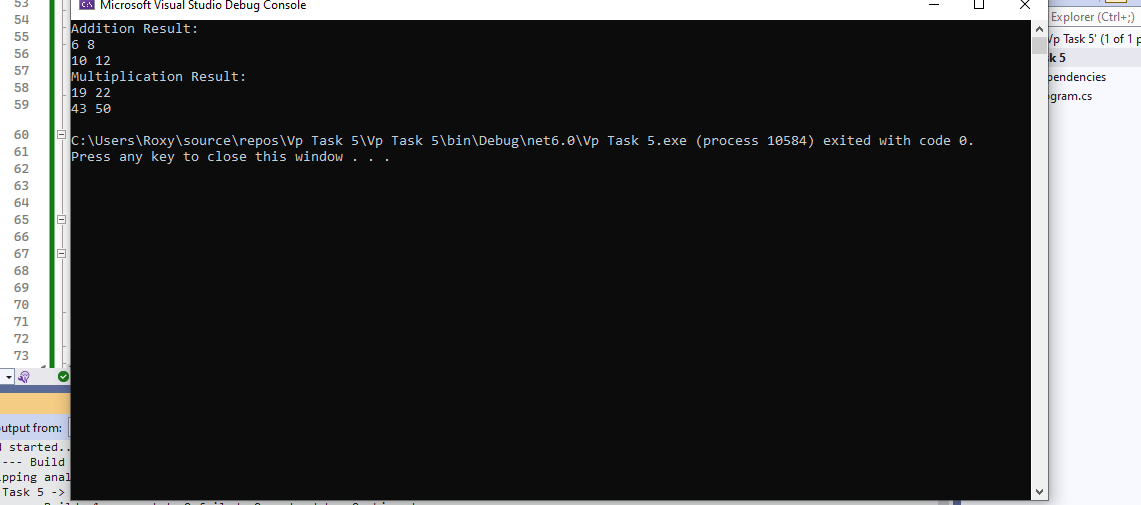 Microsoft Visual Studio Debug Console
Addition Result:
6 8
10 12
Multiplication Result:
19 22
43 50
C:\Users\Roxy\source\repos\Vp Task 5\Vp Task 5\bin\Debug\net6.0\Vp Task 5.exe (process 10584) exited with code 0.
Press any key to close this window . . .
53
54
55
56
57
58
59
60
61
62
63
64
65
66
67
68
69
70
71
72
73
Explorer (Ctrl+;)
Vp Task 5' (1 of 1 p
k 5
pendencies
gram.cs
utput from:
started..
--- Build
pping anal
Task 5 ->